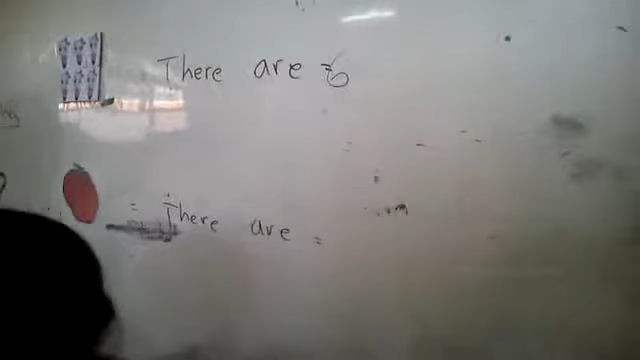 There are = 6
= There are =